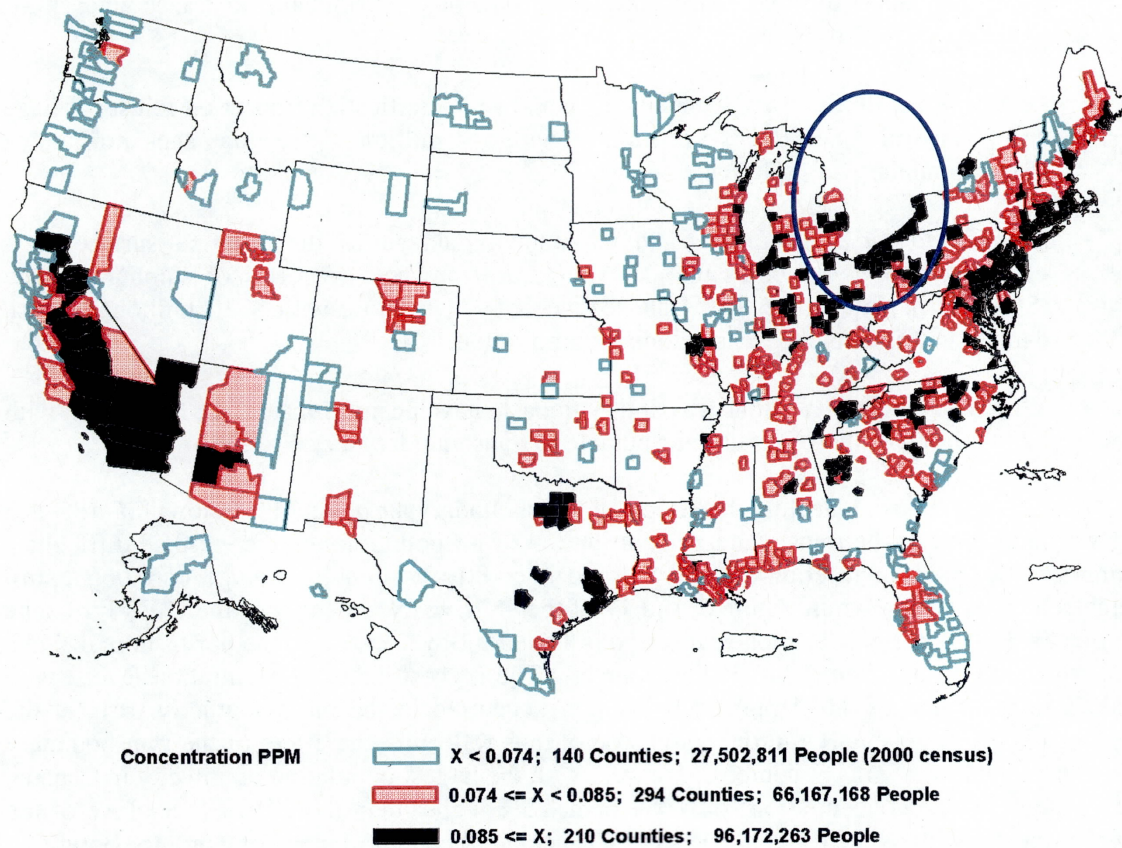 Concentration PPM
X < 0.074; 140 Counties; 27,502,811 People (2000 census)
0.074 <= X < 0.085; 294 Counties; 66,167,168 People
0.085 <= X; 210 Counties; 96,172,263 People